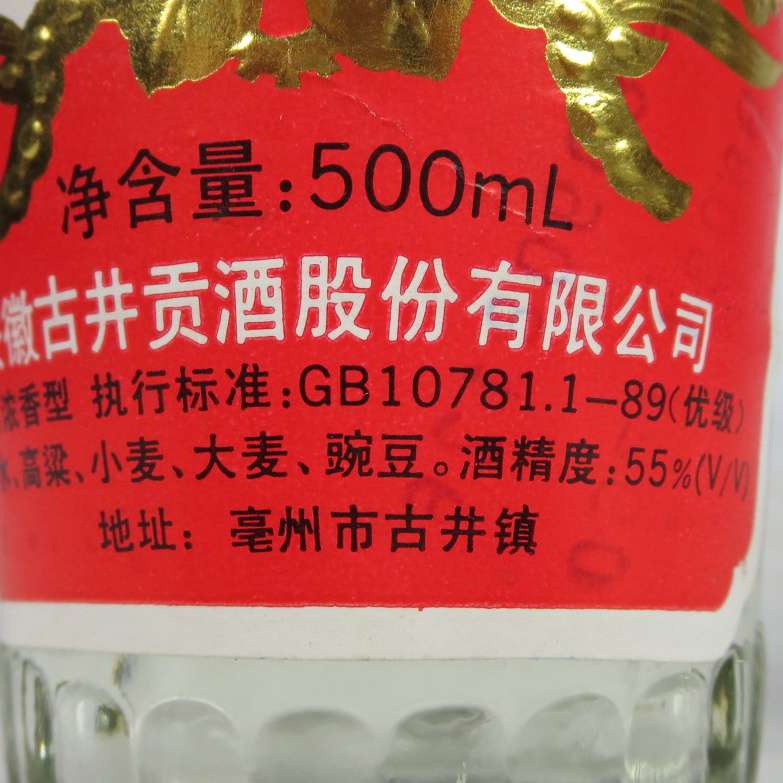 净含量:500mL
安徽古井贡酒股份有限公司
浓香型 执行标准:GB10781.1—89(优级)
水、高粱、小麦、大麦、豌豆。酒精度:55%(V/V)
地址: 亳州市古井镇